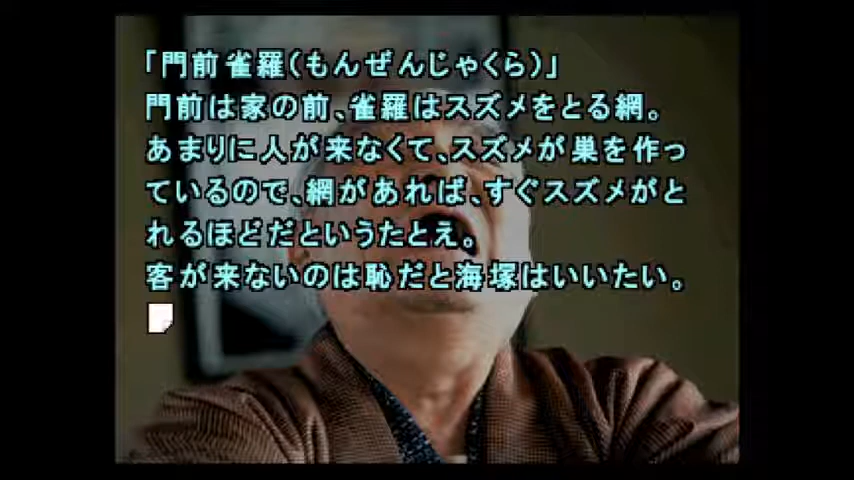 「門前雀羅(もんぜんじゃくら)」
門前は家の前、雀羅はスズメをとる網。
あまりに人が来なくて、スズメが巣を作っ
ているので、網があれば、すぐスズメがと
れるほどだというたとえ。
客が来ないのは恥だと海塚はいいたい。